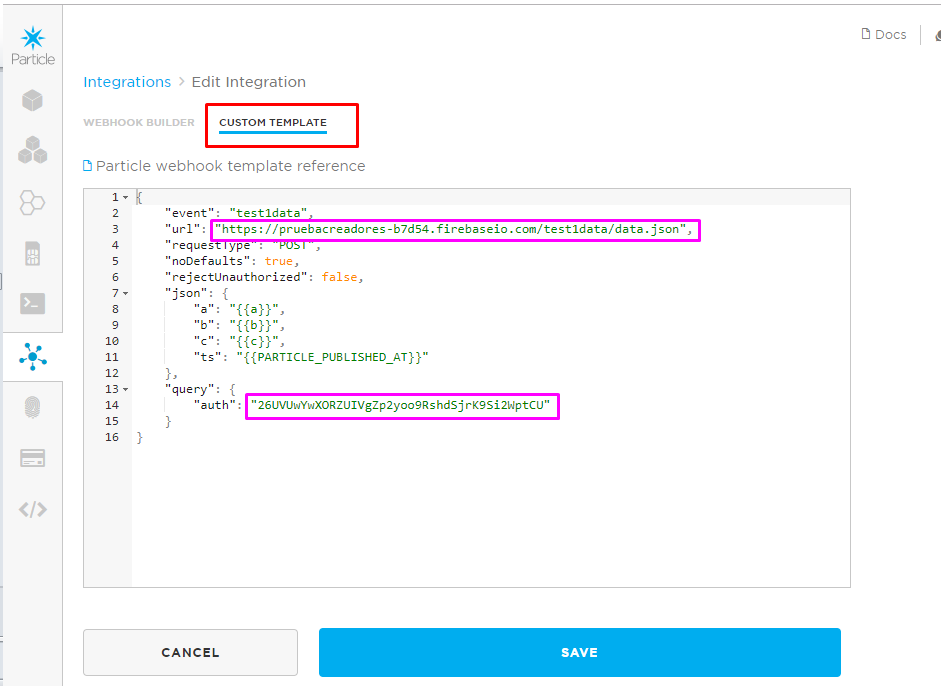 Particle
Docs
Integrations > Edit Integration
WEBHOOK BUILDER CUSTOM TEMPLATE
Particle webhook template reference
1 {
2 "event": "test1data",
3 "url": "https://pruebacreadores-b7d54.firebaseio.com/test1data/data.json",
4 "requestType": "POST",
5 "noDefaults": true,
6 "rejectUnauthorized": false,
7 "json": {
8 "a": "{{a}}",
9 "b": "{{b}}",
10 "c": "{{c}}",
11 "ts": "{{PARTICLE_PUBLISHED_AT}}"
12 },
13 "query": {
14 "auth": "26UVUwYwXORZUIVgZp2yoo9RshdSjrK9Si2WptCU"
15 }
16 }
CANCEL SAVE